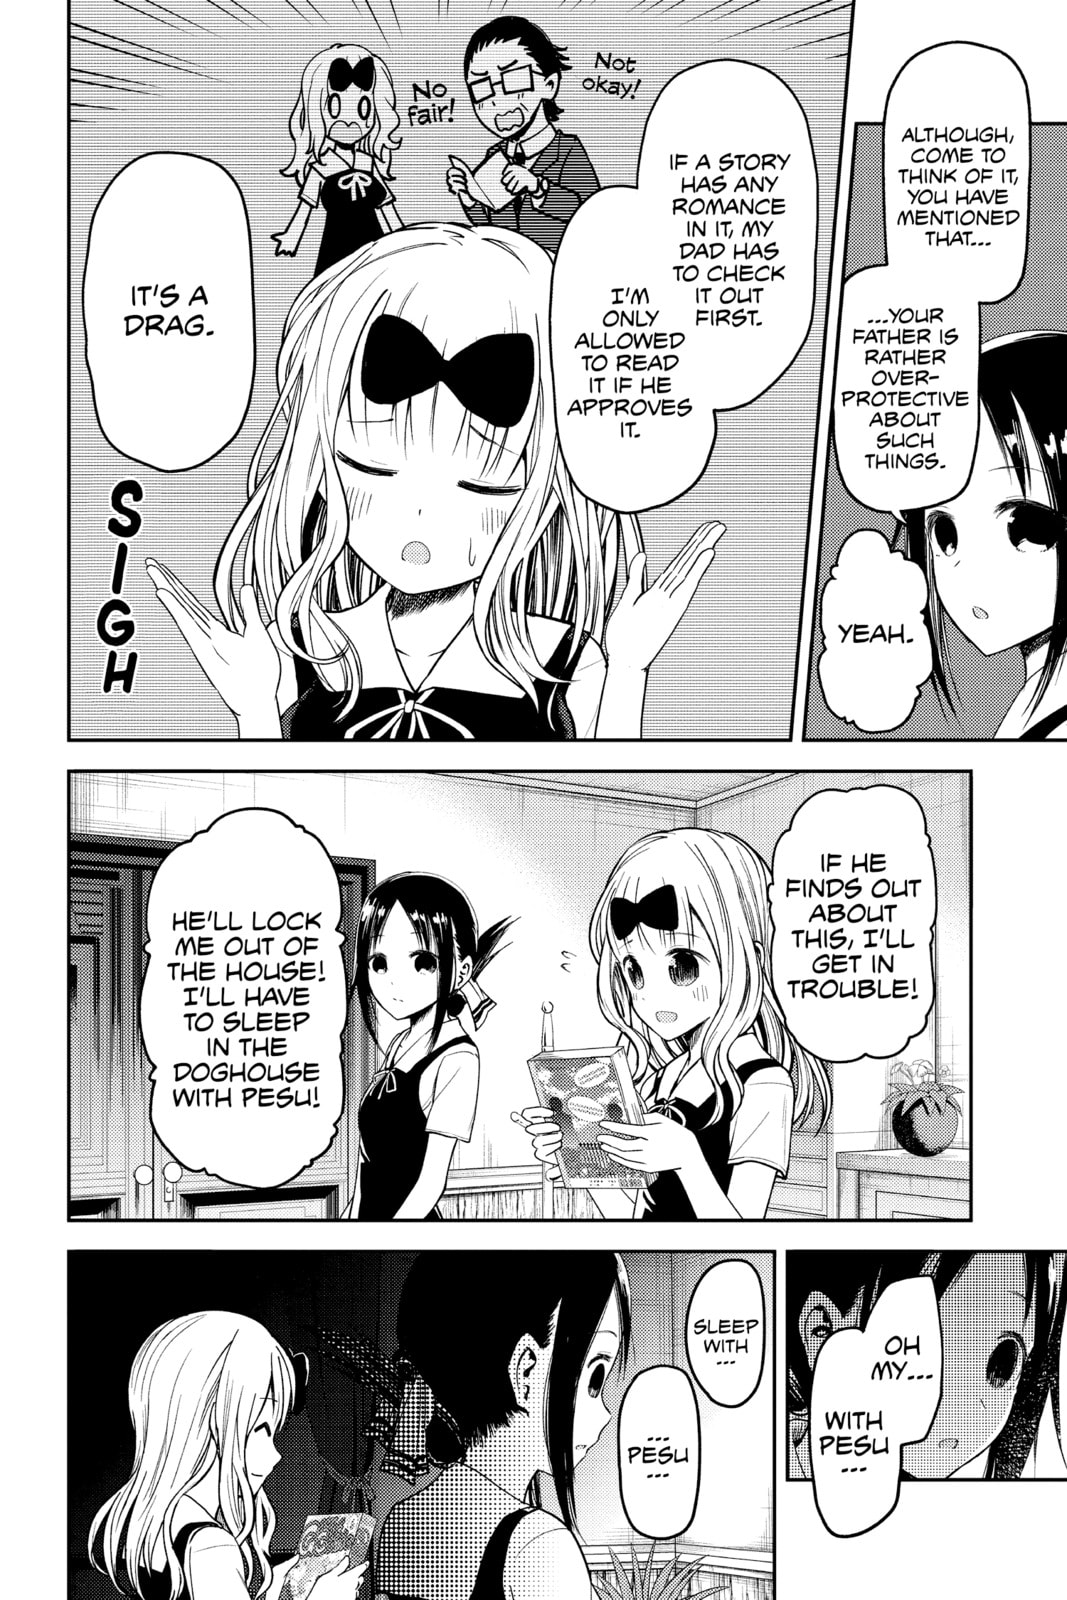 ALTHOUGH,
COME TO
THINK OF IT,
YOU HAVE
MENTIONED
THAT...
...YOUR
FATHER IS
RATHER
OVER-
PROTECTIVE
ABOUT
SUCH
THINGS.
YEAH.
IF A STORY
HAS ANY
ROMANCE
IN IT, MY
DAD HAS
TO CHECK
IT OUT
FIRST.
I'M
ONLY
ALLOWED
TO READ
IT IF HE
APPROVES
IT.
Not
okay!
No
fair!
IT'S A
DRAG.
SIGH
IF HE
FINDS OUT
ABOUT
THIS, I'LL
GET IN
TROUBLE!
HE'LL LOCK
ME OUT OF
THE HOUSE!
I'LL HAVE
TO SLEEP
IN THE
DOGHOUSE
WITH PESU!
OH
MY...
WITH
PESU
...
SLEEP
WITH
...
...
PESU
...